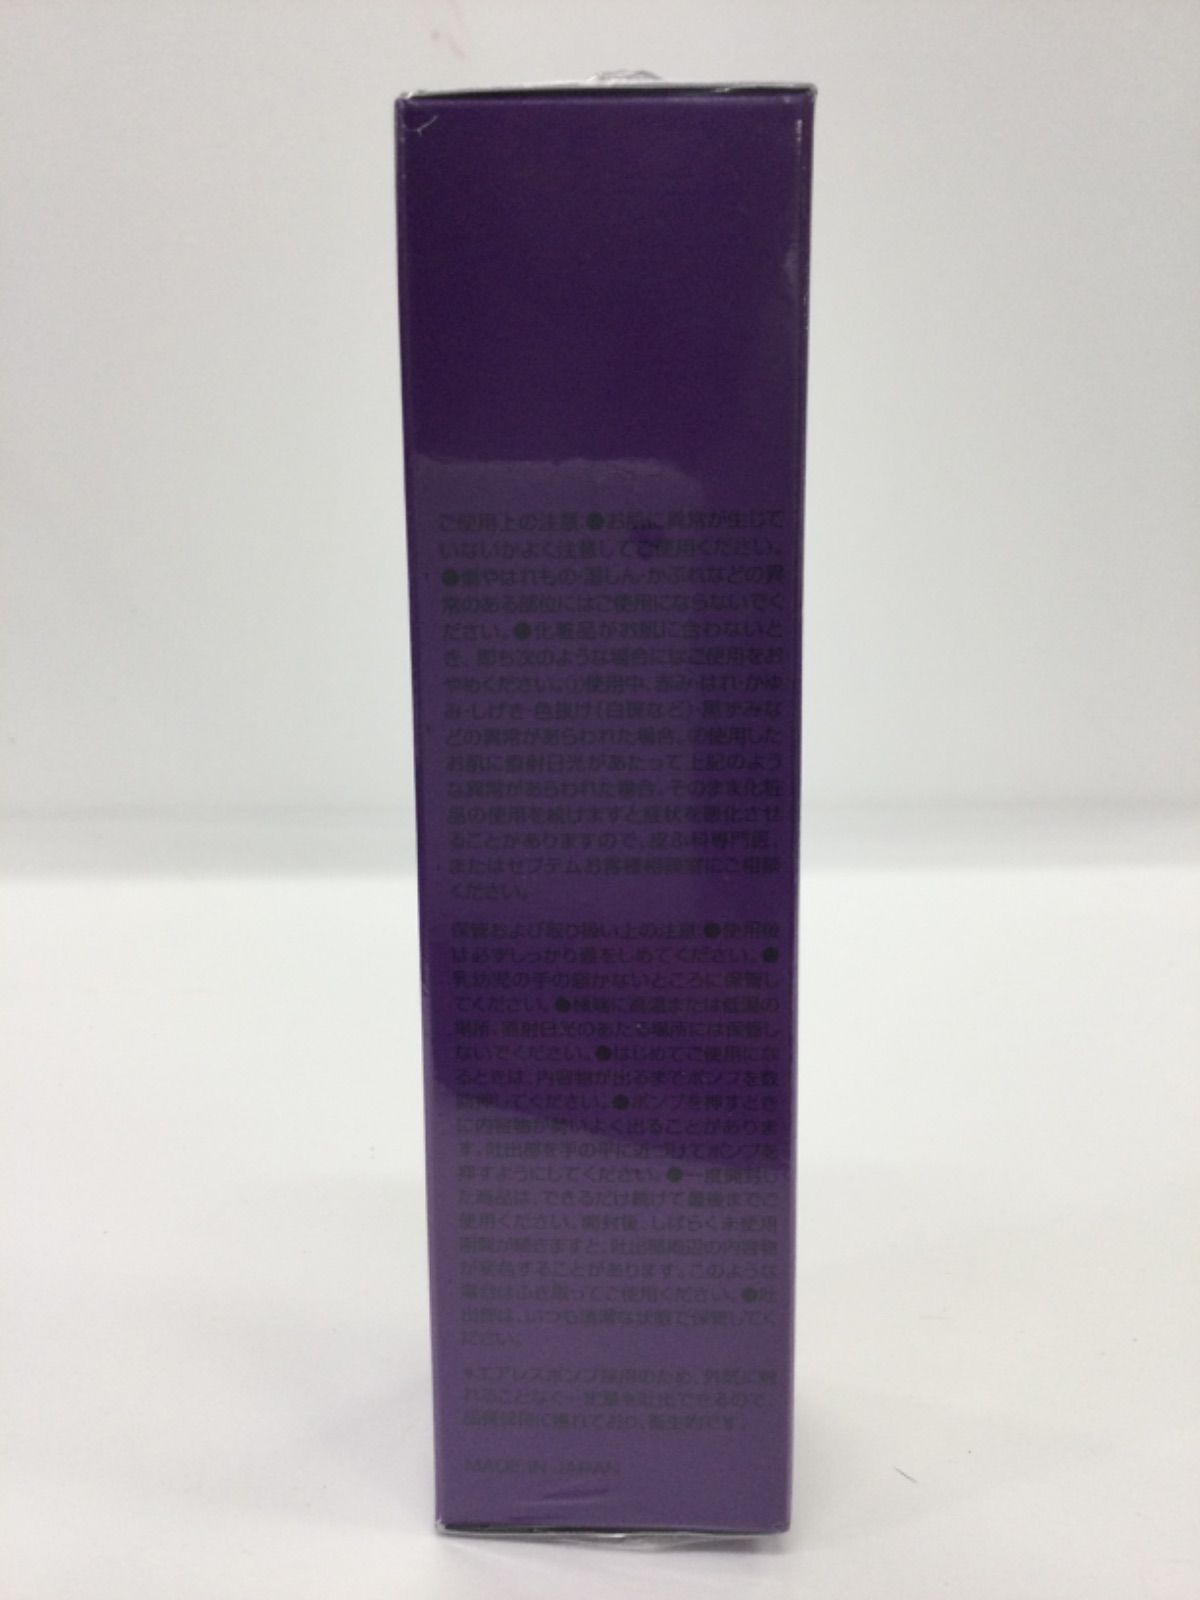 ご使用上の注意:●お肌に異常が生じて
いないかよく注意してご使用ください。
●傷やはれもの・湿しん・かぶれなどの異
常のある部位にはご使用にならないでく
ださい。●化粧品がお肌に合わないと
き、即ち次のような場合にはご使用をお
やめください。①使用中、赤み・はれ・かゆ
み・しげき・色抜け(白斑など)・黒ずみな
どの異常があらわれた場合。②使用した
お肌に直射日光があたって上記のよう
な異常があらわれた場合。そのまま化粧
品の使用を続けますと症状を悪化させ
ることがありますので、皮ふ科専門医、
またはセプテムお客様相談室にご相談
ください。
保管および取り扱い上の注意:●使用後
は必ずしっかり蓋をしめてください。●
乳幼児の手の届かないところに保管し
てください。●極端に高温または低温の
場所、直射日光のあたる場所には保管し
ないでください。●はじめてご使用にな
るときは、内容物が出るまでポンプを数
回押してください。●ポンプを押すとき
に内容物が勢いよく出ることがありま
す。吐出部を手の平に近づけてポンプを
押すようにしてください。●一度開封し
た商品は、できるだけ続けて最後までご
使用ください。開封後、しばらく未使用
期間が続きますと、吐出部周辺の内容物
が変色することがあります。このような
場合はふき取ってご使用ください。●吐
出部は、いつも清潔な状態で保管してく
ださい。
*エアレスポンプ採用のため、外気に触
れることなく一定量を吐出できるので、
品質保持に優れており、衛生的です。
MADE IN JAPAN